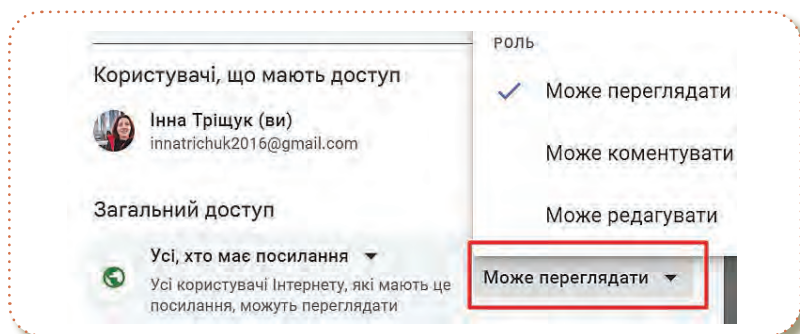 Користувачі, що мають доступ
Інна Тріщук (ви)
innatrichuk2016@gmail.com
Загальний доступ
Усі, хто має посилання
Усі користувачі Інтернету, які мають це
посилання, можуть переглядати
РОЛЬ
Може переглядати
Може коментувати
Може редагувати
Може переглядати